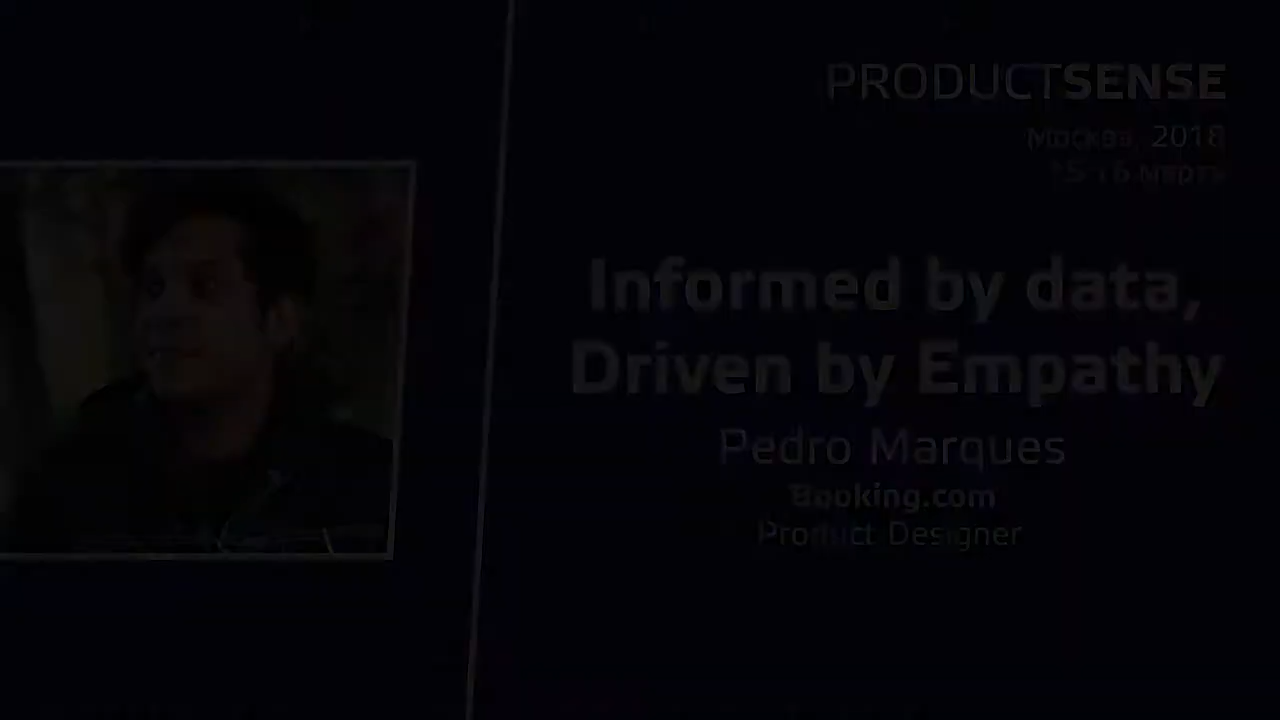 PRODUCTSENSE
Москва, 2018
15-16 марта
Informed by data,
Driven by Empathy
Pedro Marques
Booking.com
Product Designer